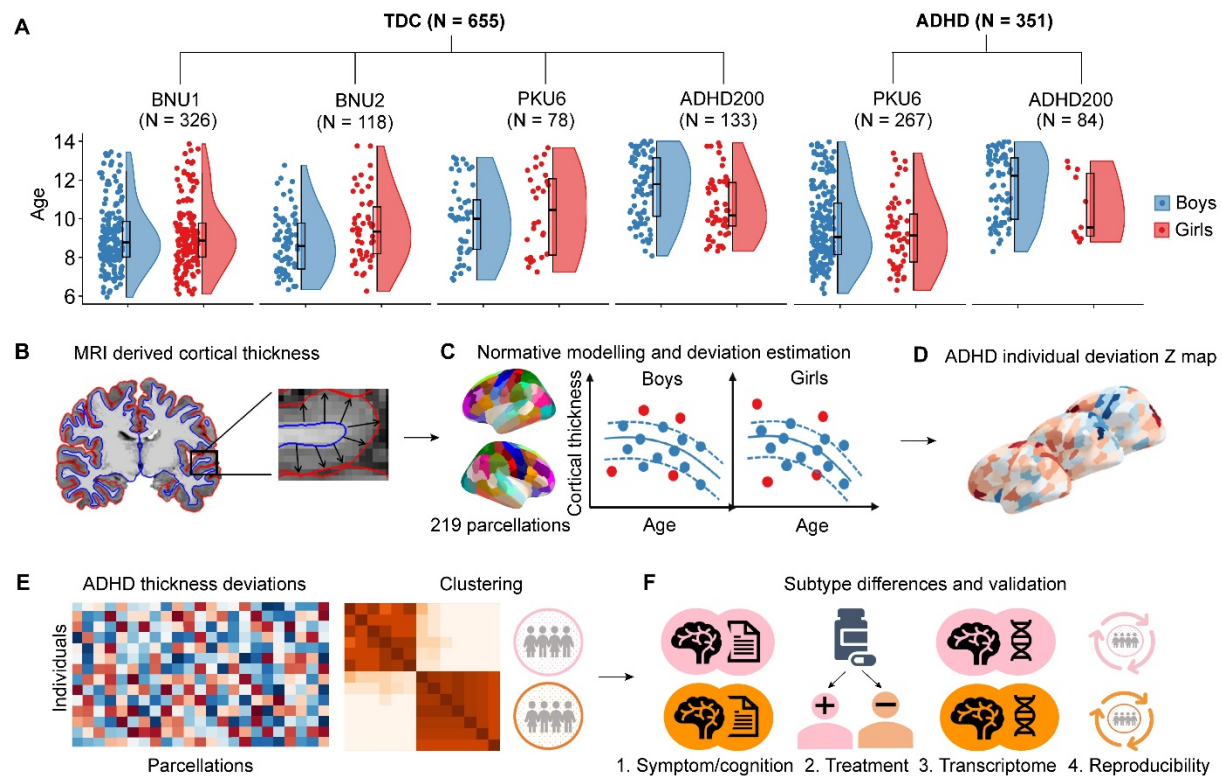 A
TDC (N = 655)
ADHD (N = 351)
BNU1
(N = 326)
BNU2
(N = 118)
PKU6
(N = 78)
ADHD200
(N = 133)
PKU6
(N = 267)
ADHD200
(N = 84)
Age
14
12
10
8
6
Boys
Girls
B
MRI derived cortical thickness
C
Normative modelling and deviation estimation
D
ADHD individual deviation Z map
219 parcellations
Cortical thickness
Boys
Girls
Age
Age
E
ADHD thickness deviations
Clustering
Individuals
Parcellations
F
Subtype differences and validation
+
−
1. Symptom/cognition
2. Treatment
3. Transcriptome
4. Reproducibility